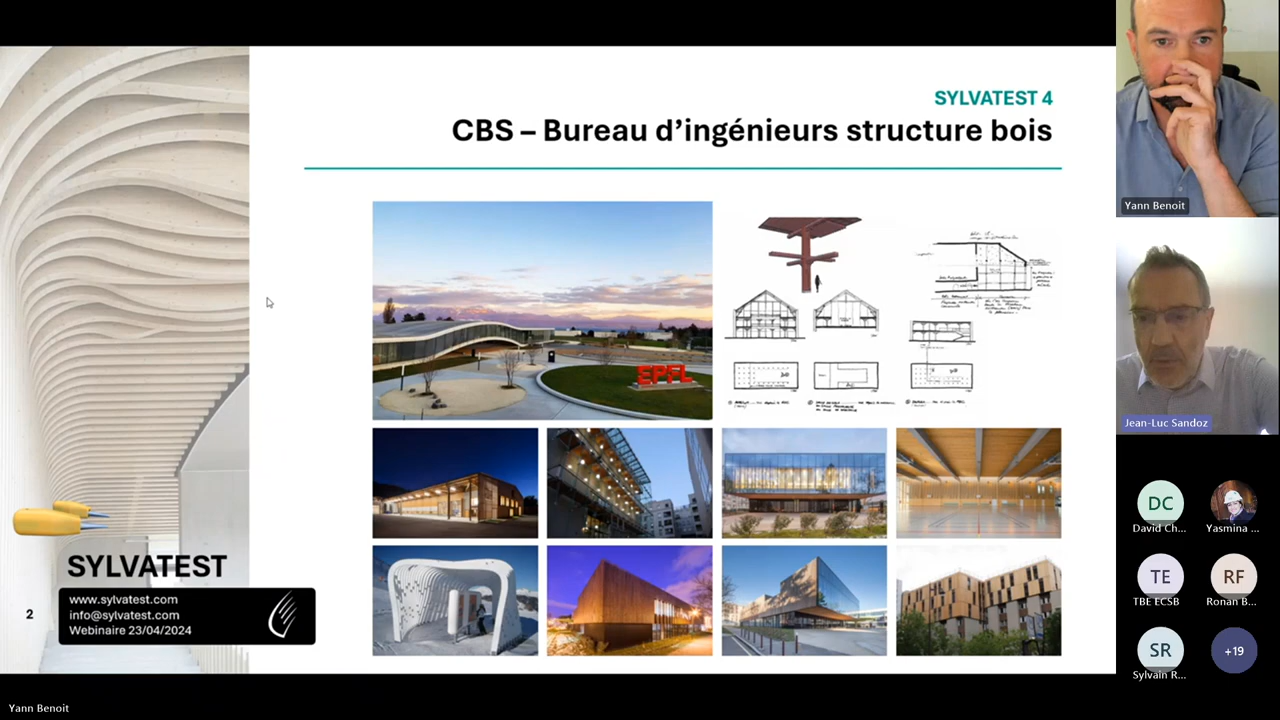 SYLVATEST 4
CBS – Bureau d'ingénieurs structure bois
EPFL
SYLVATEST
www.sylvatest.com
info@sylvatest.com
Webinaire 23/04/2024
2
Yann Benoit
Jean-Luc Sandoz
DC
David Ch...
Yasmina ...
TE
TBE ECSB
RF
Ronan B...
SR
Sylvain R...
+19
Yann Benoit